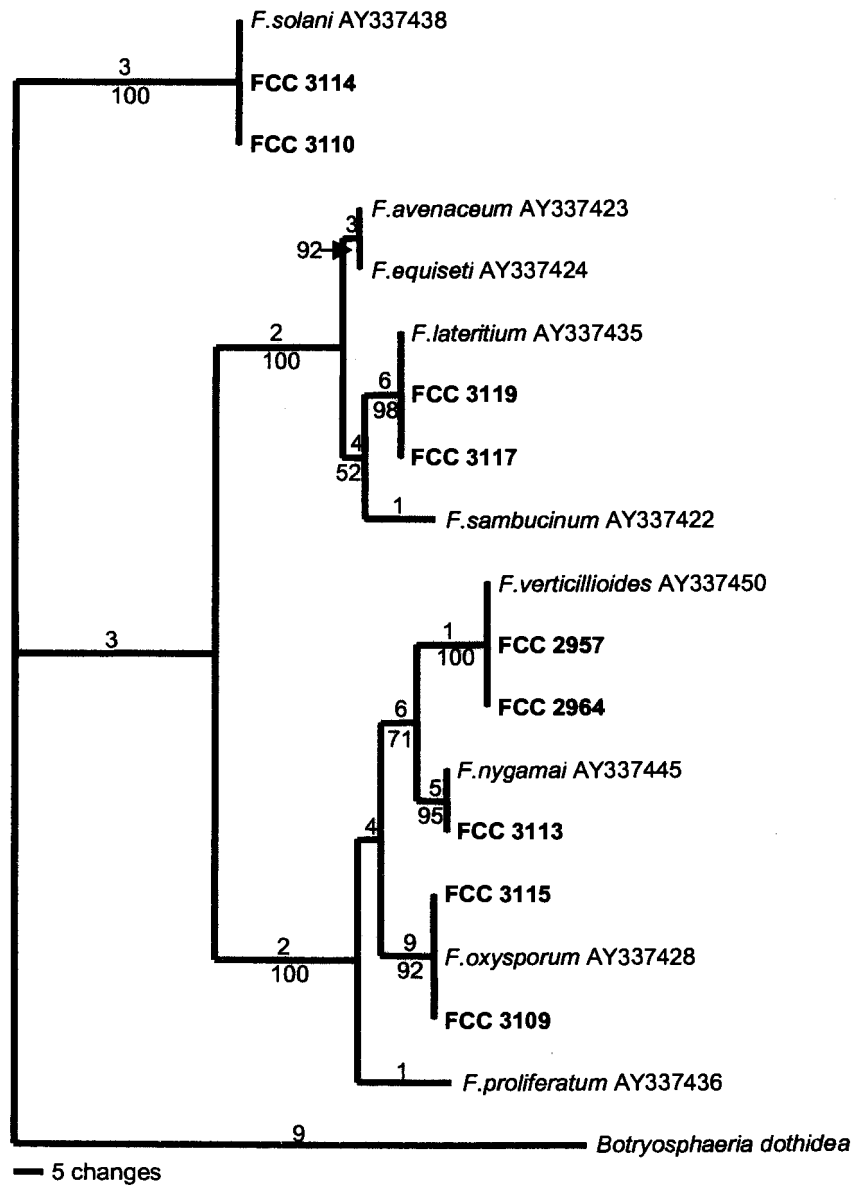 F.solani AY337438
3
100
FCC 3114
FCC 3110
F.avenaceum AY337423
3
92
F.equiseti AY337424
2
100
F.lateritium AY337435
6
98
FCC 3119
4
52
FCC 3117
1
F.sambucinum AY337422
F.verticillioides AY337450
3
1
100
FCC 2957
6
71
FCC 2964
F.nygamai AY337445
5
95
FCC 3113
4
FCC 3115
2
100
9
92
F.oxysporum AY337428
FCC 3109
1
F.proliferatum AY337436
9
Botryosphaeria dothidea
5 changes